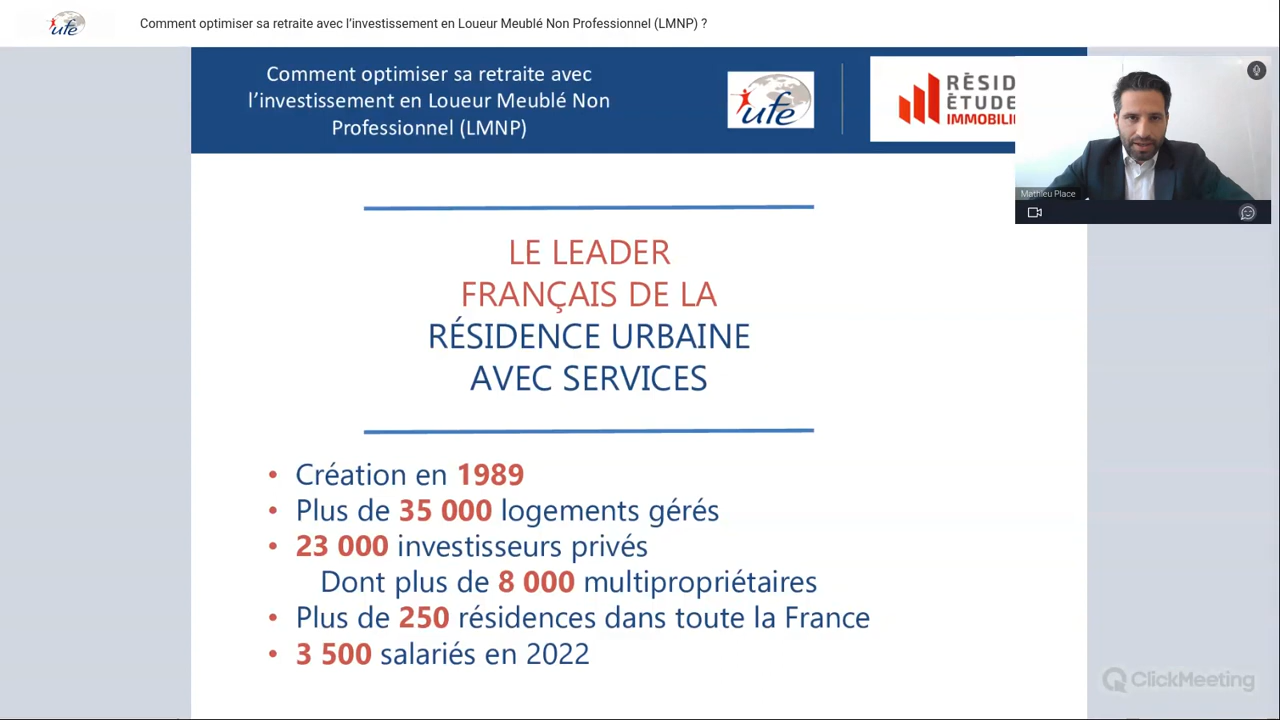 ufe
Comment optimiser sa retraite avec l’investissement en Loueur Meublé Non Professionnel (LMNP) ?
Comment optimiser sa retraite avec
l’investissement en Loueur Meublé Non
Professionnel (LMNP)
ufe
RÉSID
ÉTUDE
IMMOBILI
Mathieu Place
LE LEADER
FRANÇAIS DE LA
RÉSIDENCE URBAINE
AVEC SERVICES
• Création en 1989
• Plus de 35 000 logements gérés
• 23 000 investisseurs privés
Dont plus de 8 000 multipropriétaires
• Plus de 250 résidences dans toute la France
• 3 500 salariés en 2022
ClickMeeting